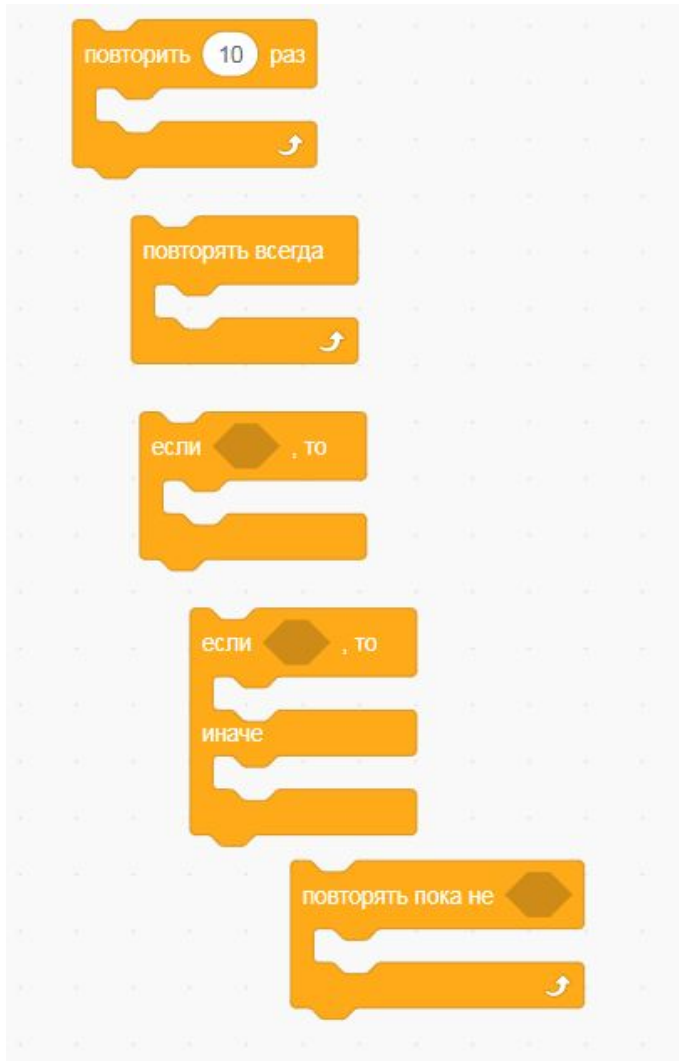 повторить 10 раз
повторять всегда
если , то
если , то
иначе
повторять пока не